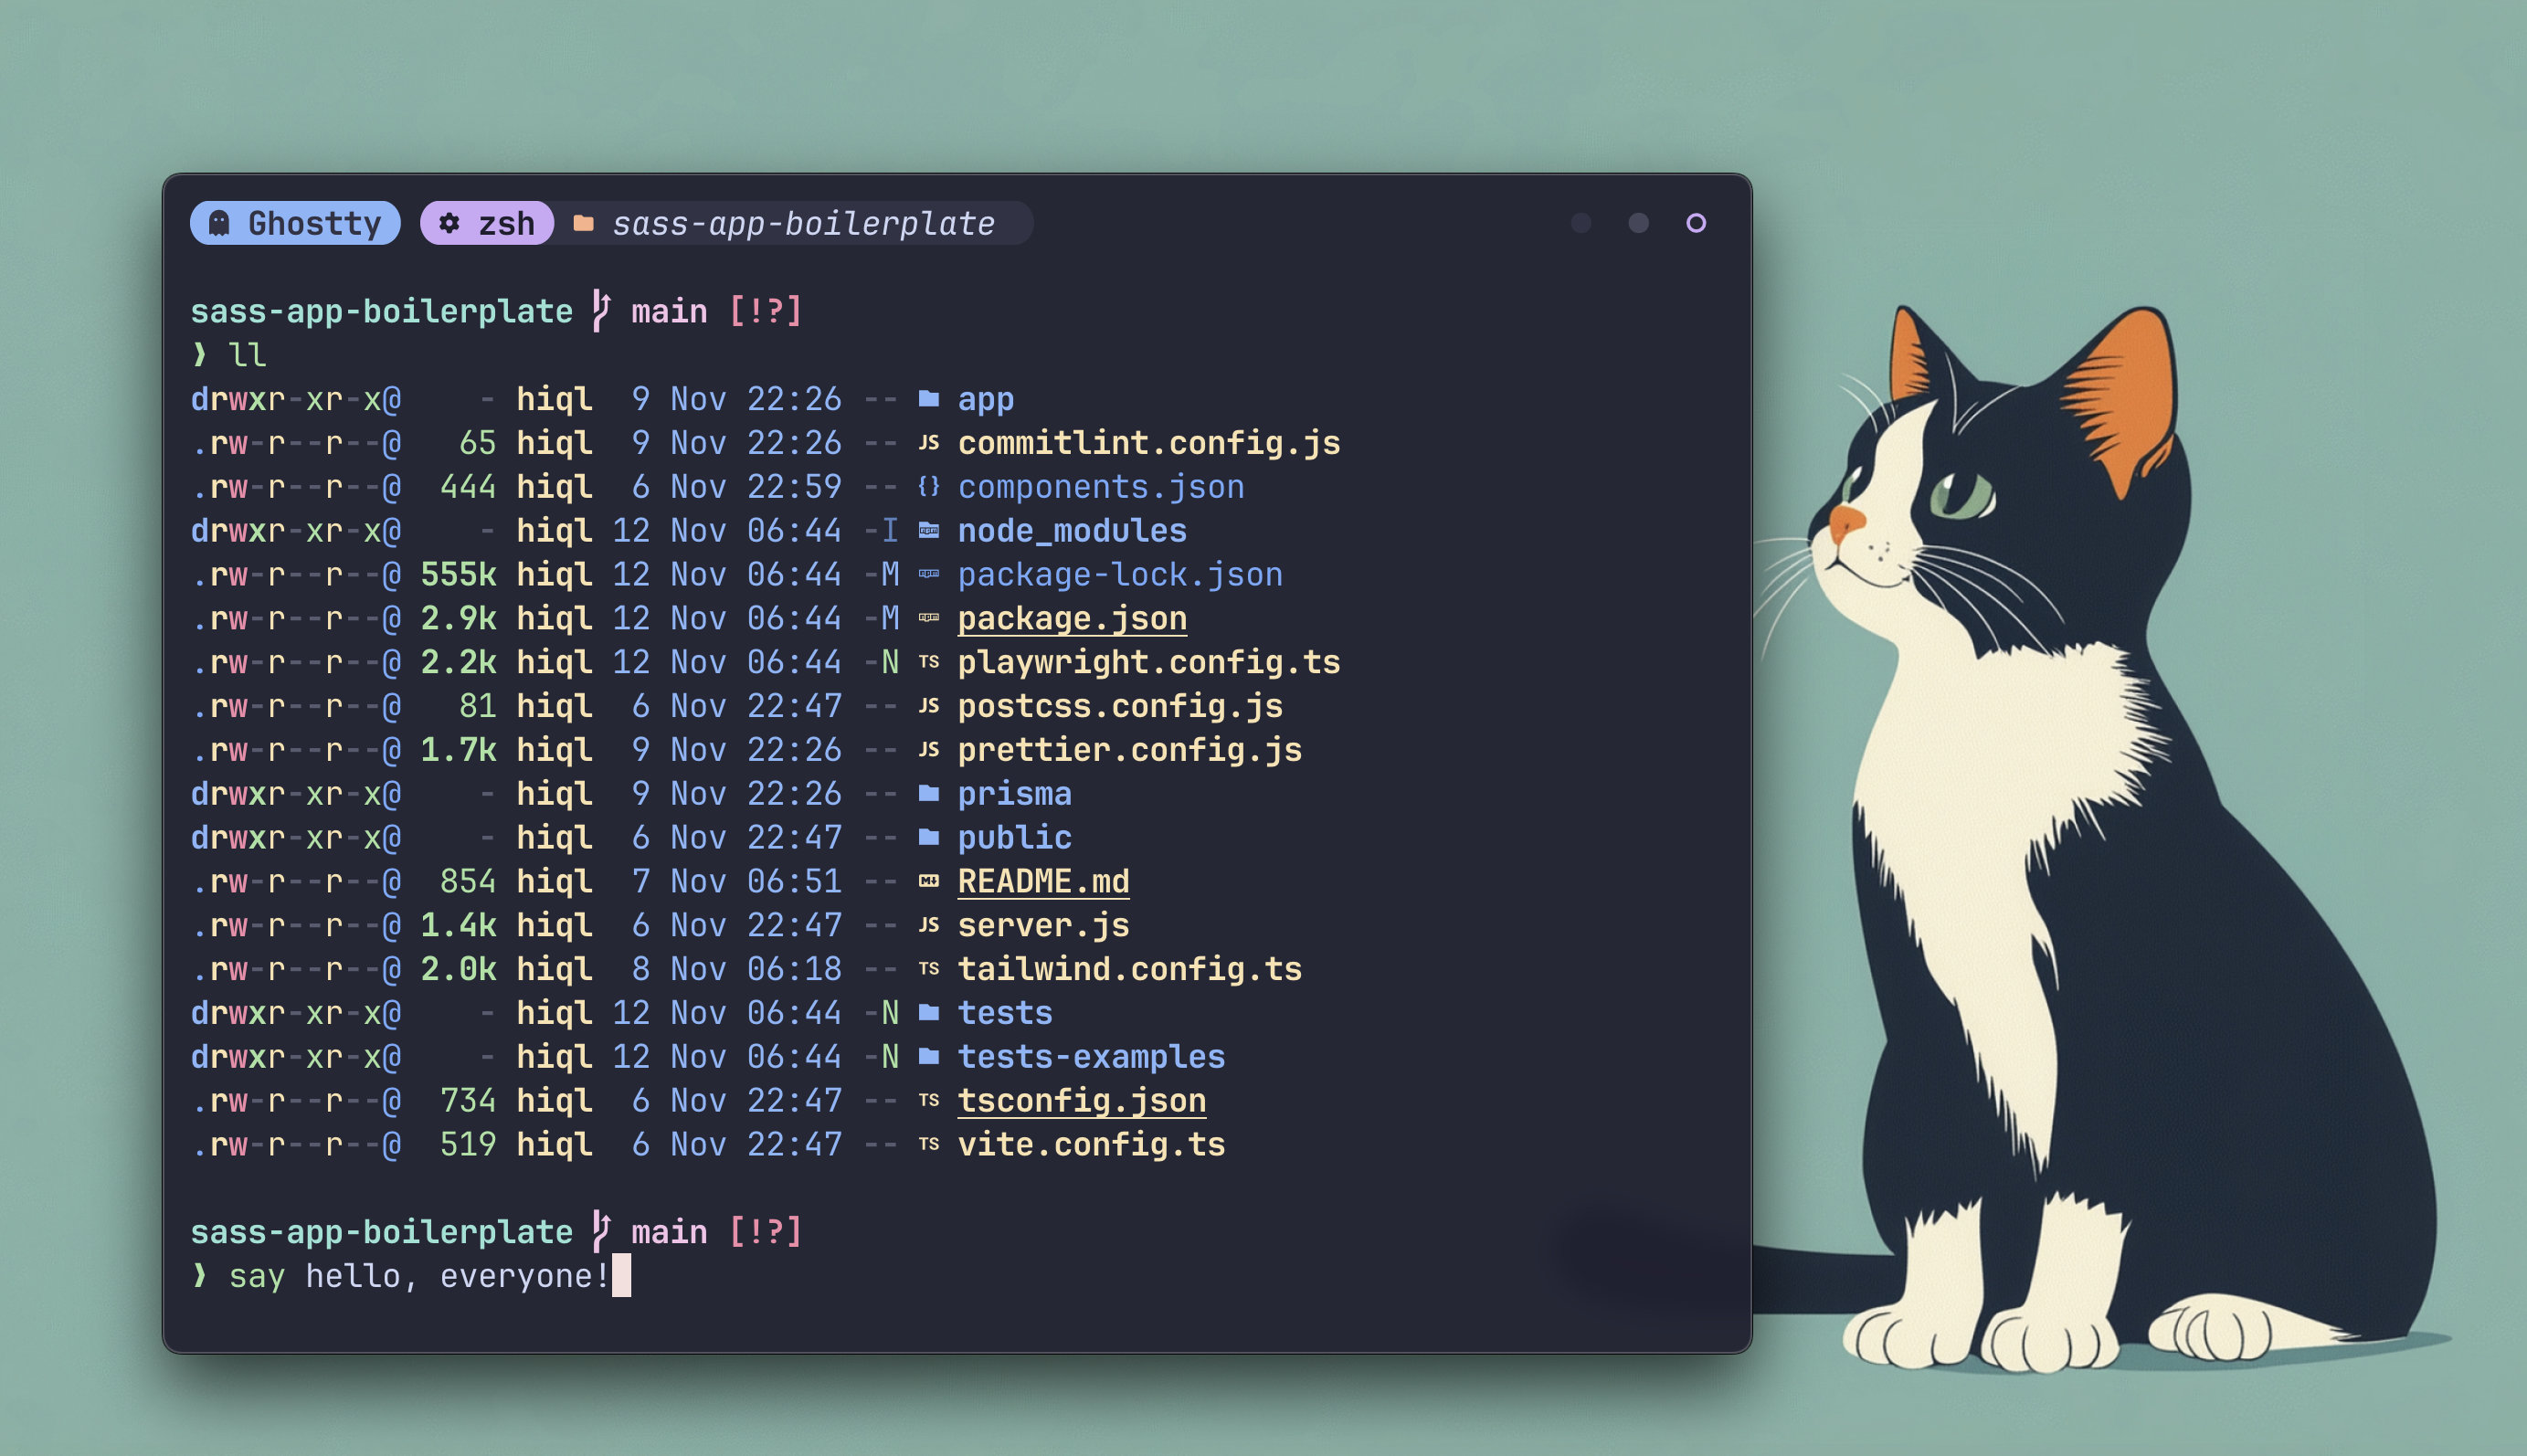 Ghostty zsh sass-app-boilerplate
sass-app-boilerplate main [!?]
❯ ll
drwxr-xr-x@ - hiql 9 Nov 22:26 -- app
.rw-r--r--@ 65 hiql 9 Nov 22:26 -- JS commitlint.config.js
.rw-r--r--@ 444 hiql 6 Nov 22:59 -- {} components.json
drwxr-xr-x@ - hiql 12 Nov 06:44 -I node_modules
.rw-r--r--@ 555k hiql 12 Nov 06:44 -M npm package-lock.json
.rw-r--r--@ 2.9k hiql 12 Nov 06:44 -M npm package.json
.rw-r--r--@ 2.2k hiql 12 Nov 06:44 -N TS playwright.config.ts
.rw-r--r--@ 81 hiql 6 Nov 22:47 -- JS postcss.config.js
.rw-r--r--@ 1.7k hiql 9 Nov 22:26 -- JS prettier.config.js
drwxr-xr-x@ - hiql 9 Nov 22:26 -- prisma
drwxr-xr-x@ - hiql 6 Nov 22:47 -- public
.rw-r--r--@ 854 hiql 7 Nov 06:51 -- README.md
.rw-r--r--@ 1.4k hiql 6 Nov 22:47 -- JS server.js
.rw-r--r--@ 2.0k hiql 8 Nov 06:18 -- TS tailwind.config.ts
drwxr-xr-x@ - hiql 12 Nov 06:44 -N tests
drwxr-xr-x@ - hiql 12 Nov 06:44 -N tests-examples
.rw-r--r--@ 734 hiql 6 Nov 22:47 -- TS tsconfig.json
.rw-r--r--@ 519 hiql 6 Nov 22:47 -- TS vite.config.ts
sass-app-boilerplate main [!?]
❯ say hello, everyone!